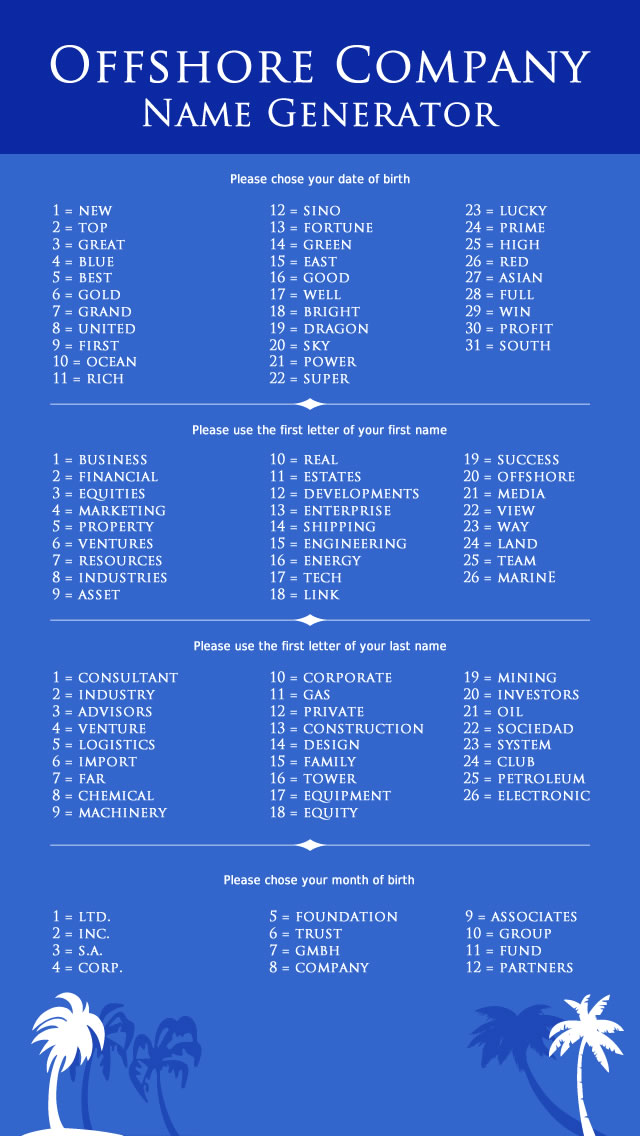 OFFSHORE COMPANY
NAME GENERATOR
Please chose your date of birth
1 = NEW
2 = TOP
3 = GREAT
4 = BLUE
5 = BEST
6 = GOLD
7 = GRAND
8 = UNITED
9 = FIRST
10 = OCEAN
11 = RICH
12 = SINO
13 = FORTUNE
14 = GREEN
15 = EAST
16 = GOOD
17 = WELL
18 = BRIGHT
19 = DRAGON
20 = SKY
21 = POWER
22 = SUPER
23 = LUCKY
24 = PRIME
25 = HIGH
26 = RED
27 = ASIAN
28 = FULL
29 = WIN
30 = PROFIT
31 = SOUTH
Please use the first letter of your first name
1 = BUSINESS
2 = FINANCIAL
3 = EQUITIES
4 = MARKETING
5 = PROPERTY
6 = VENTURES
7 = RESOURCES
8 = INDUSTRIES
9 = ASSET
10 = REAL
11 = ESTATES
12 = DEVELOPMENTS
13 = ENTERPRISE
14 = SHIPPING
15 = ENGINEERING
16 = ENERGY
17 = TECH
18 = LINK
19 = SUCCESS
20 = OFFSHORE
21 = MEDIA
22 = VIEW
23 = WAY
24 = LAND
25 = TEAM
26 = MARINE
Please use the first letter of your last name
1 = CONSULTANT
2 = INDUSTRY
3 = ADVISORS
4 = VENTURE
5 = LOGISTICS
6 = IMPORT
7 = FAR
8 = CHEMICAL
9 = MACHINERY
10 = CORPORATE
11 = GAS
12 = PRIVATE
13 = CONSTRUCTION
14 = DESIGN
15 = FAMILY
16 = TOWER
17 = EQUIPMENT
18 = EQUITY
19 = MINING
20 = INVESTORS
21 = OIL
22 = SOCIEDAD
23 = SYSTEM
24 = CLUB
25 = PETROLEUM
26 = ELECTRONIC
Please chose your month of birth
1 = LTD.
2 = INC.
3 = S.A.
4 = CORP.
5 = FOUNDATION
6 = TRUST
7 = GMBH
8 = COMPANY
9 = ASSOCIATES
10 = GROUP
11 = FUND
12 = PARTNERS